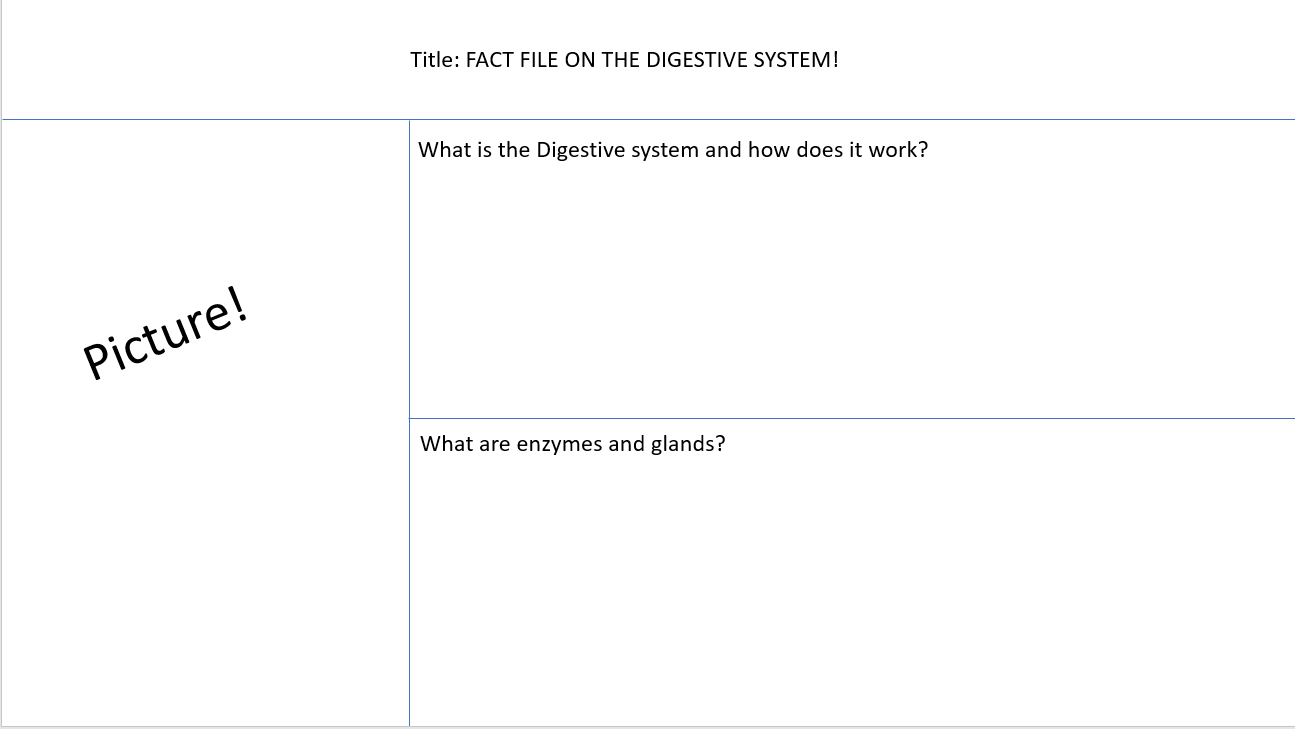 Title: FACT FILE ON THE DIGESTIVE SYSTEM!
What is the Digestive system and how does it work?
Picture!
What are enzymes and glands?